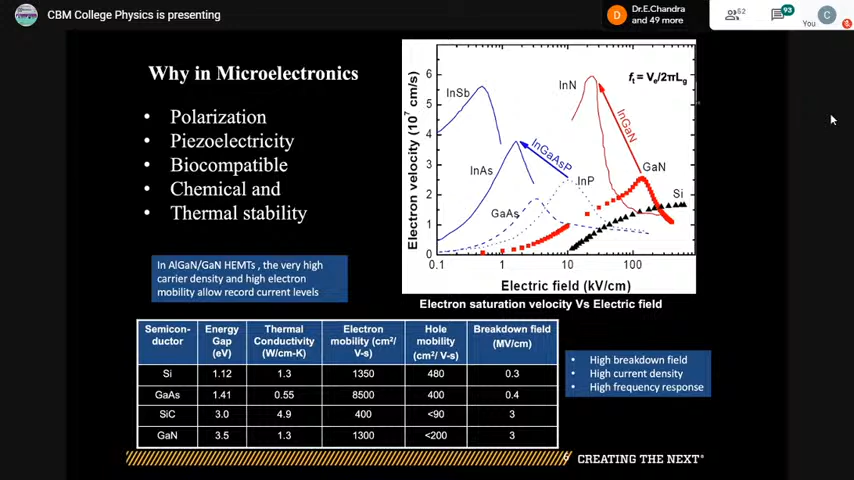 CBM College Physics is presenting
D
Dr.E.Chandra
and 49 more
52
93
You
C
Why in Microelectronics
• Polarization
• Piezoelectricity
• Biocompatible
• Chemical and
• Thermal stability
In AlGaN/GaN HEMTs , the very high
carrier density and high electron
mobility allow record current levels
Electron velocity (10⁷ cm/s)
6
5
4
3
2
1
0
InSb
InAs
GaAs
InGaAsP
InP
InN
InGaN
GaN
Si
fₜ = Vₑ/2πL_g
0.1 1 10 100
Electric field (kV/cm)
Electron saturation velocity Vs Electric field
Semicon-ductor Energy Gap (eV) Thermal Conductivity (W/cm-K) Electron mobility (cm²/ V-s) Hole mobility (cm²/ V-s) Breakdown field (MV/cm)
Si 1.12 1.3 1350 480 0.3
GaAs 1.41 0.55 8500 400 0.4
SiC 3.0 4.9 400 <90 3
GaN 3.5 1.3 1300 <200 3
• High breakdown field
• High current density
• High frequency response
CREATING THE NEXT